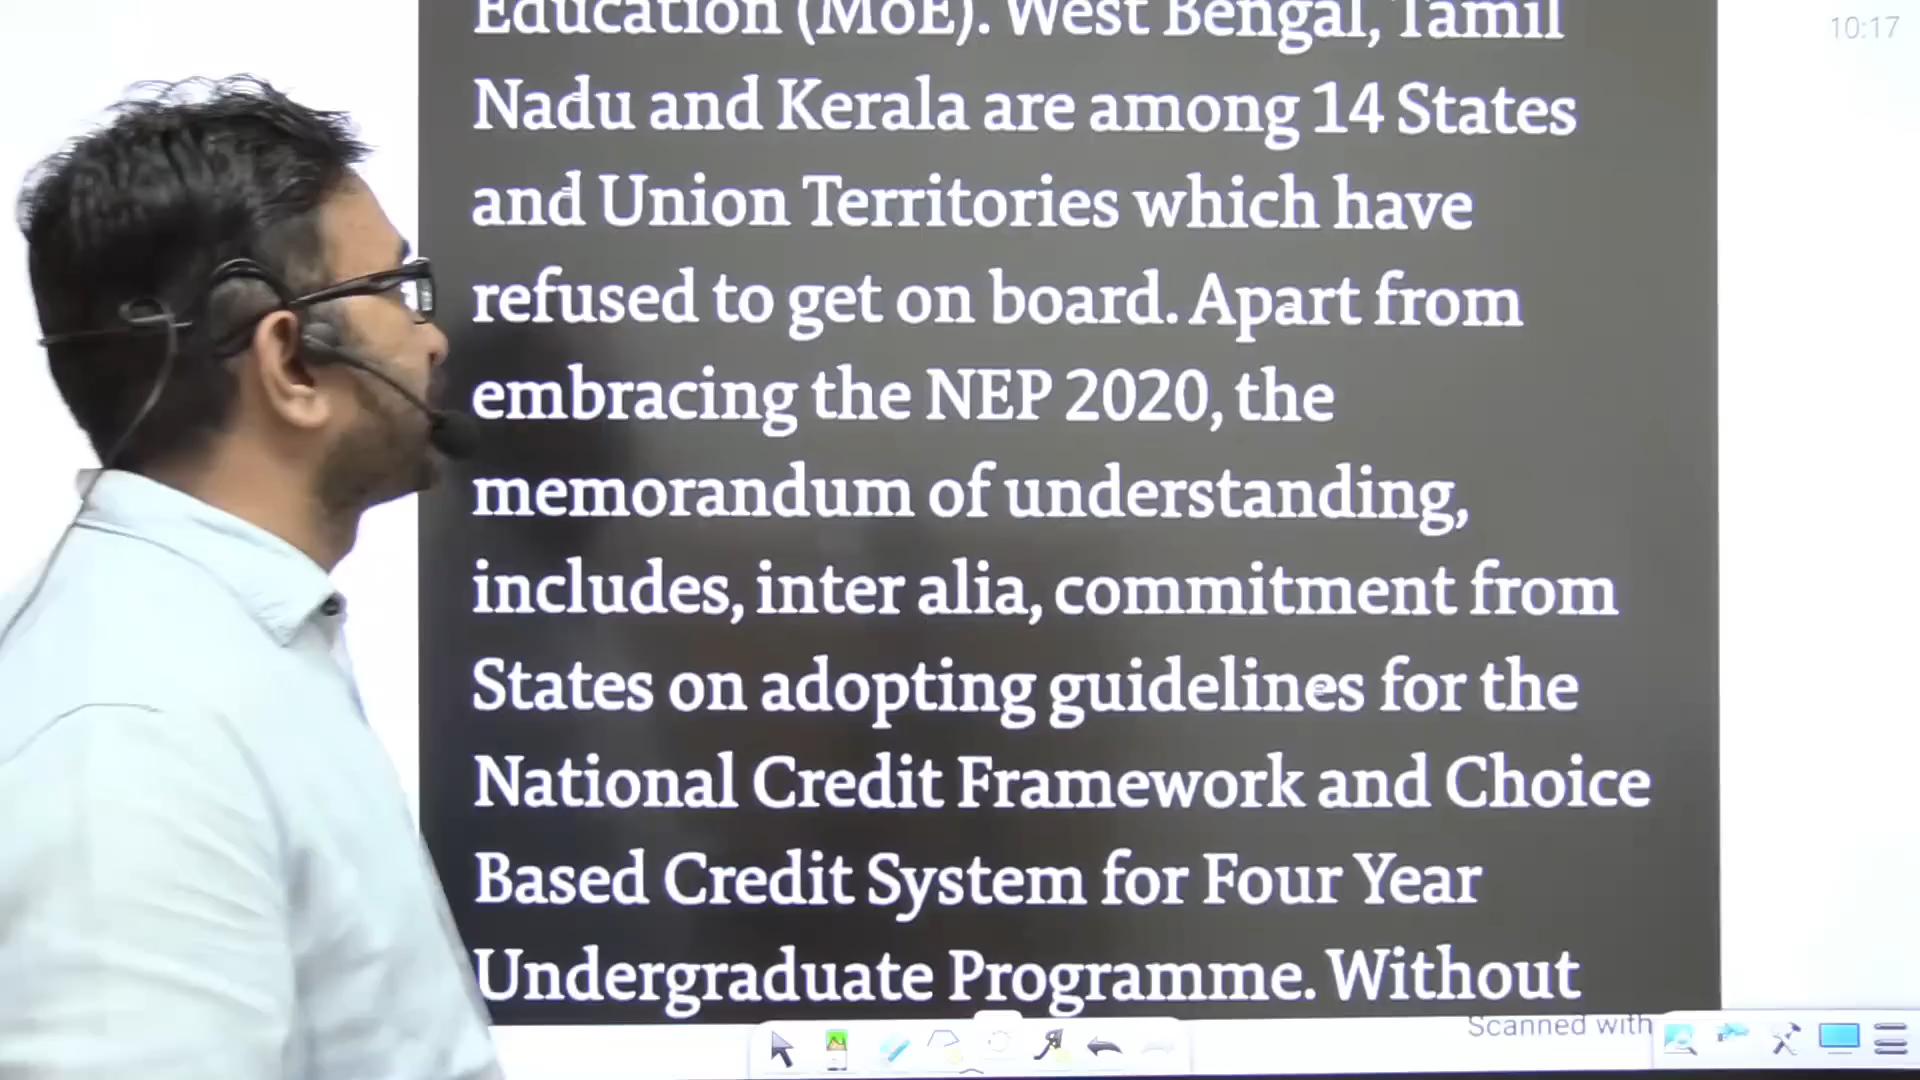 10:17
Education (MoE). West Bengal, Tamil
Nadu and Kerala are among 14 States
and Union Territories which have
refused to get on board. Apart from
embracing the NEP 2020, the
memorandum of understanding,
includes, inter alia, commitment from
States on adopting guidelines for the
National Credit Framework and Choice
Based Credit System for Four Year
Undergraduate Programme. Without
Scanned with